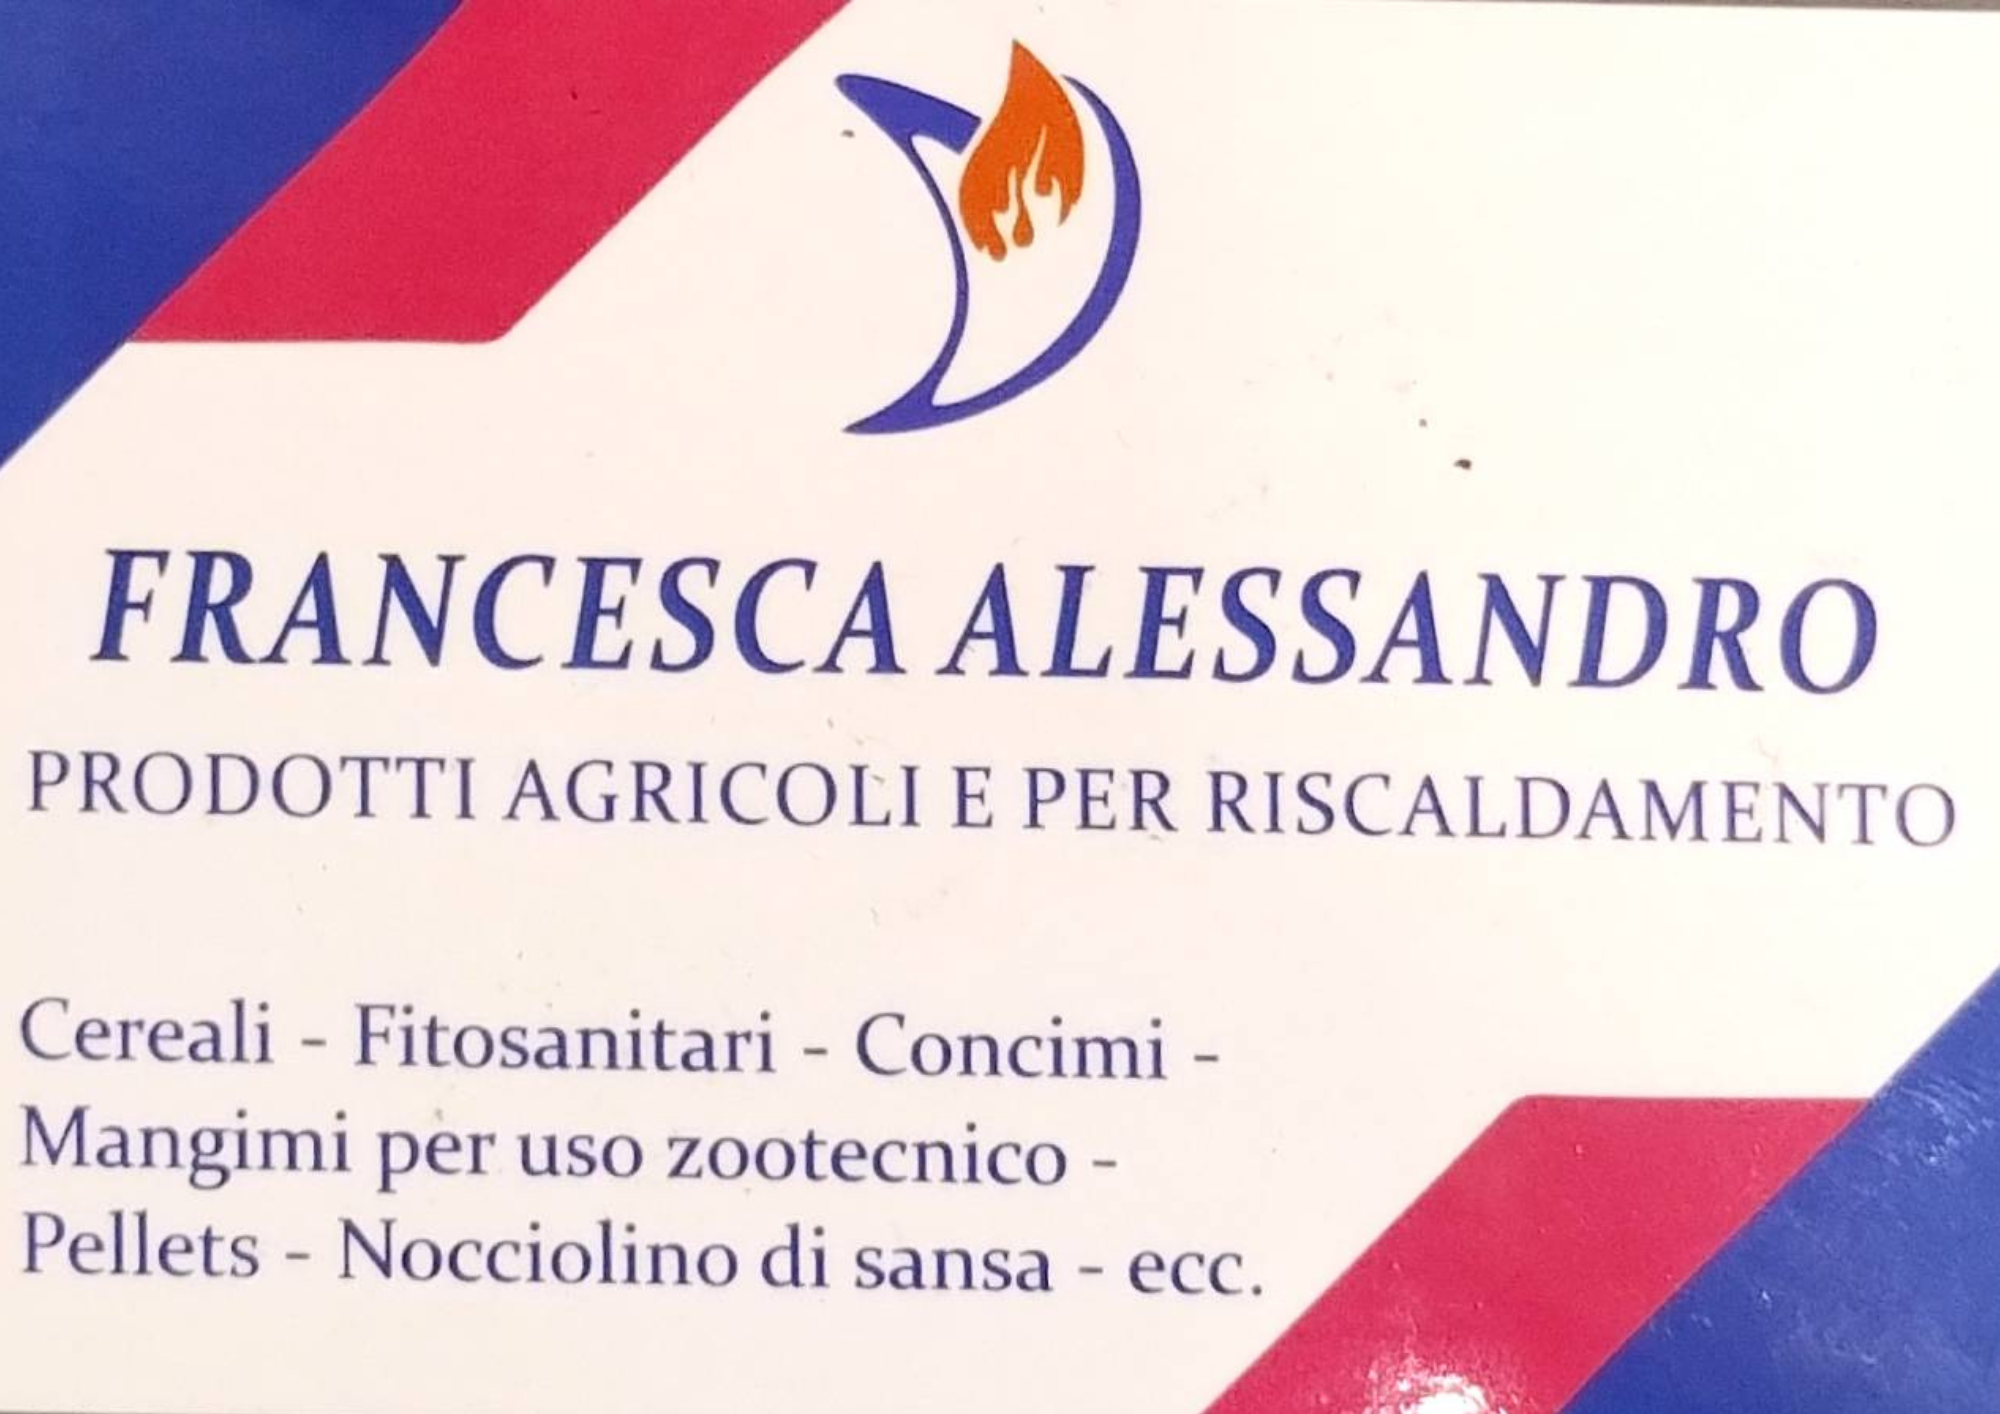 FRANCESCA ALESSANDRO
PRODOTTI AGRICOLI E PER RISCALDAMENTO
Cereali - Fitosanitari - Concimi -
Mangimi per uso zootecnico -
Pellets - Nocciolino di sansa - ecc.